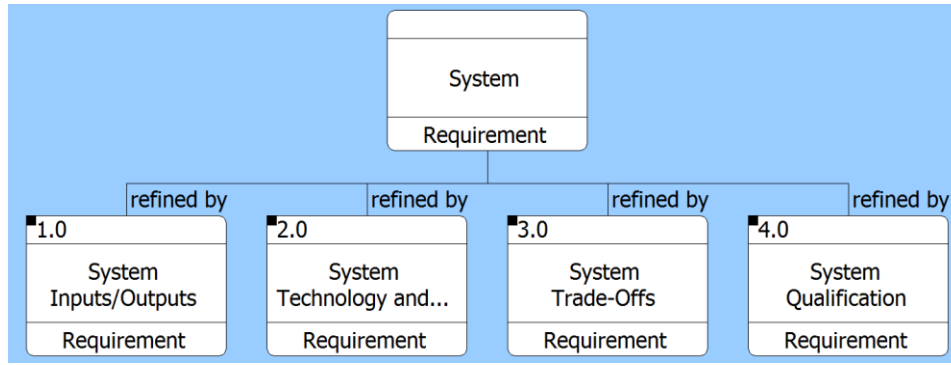 System
Requirement
refined by refined by refined by refined by
1.0 2.0 3.0 4.0
System
Inputs/Outputs
Requirement
System
Technology and...
Requirement
System
Trade-Offs
Requirement
System
Qualification
Requirement